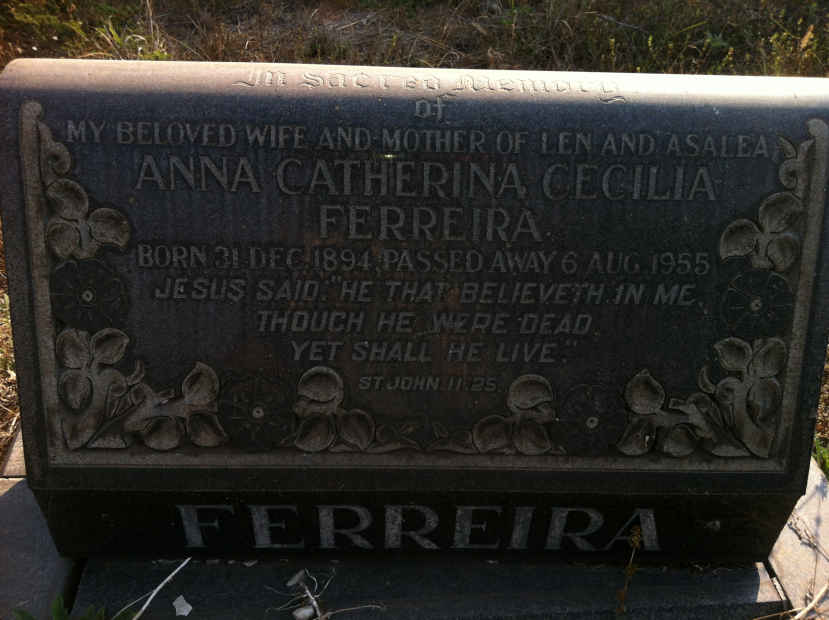 In Sacred Memory
of
MY BELOVED WIFE AND MOTHER OF LEN AND ASALEA,
ANNA CATHERINA CECILIA
FERREIRA
BORN 31 DEC. 1894, PASSED AWAY 6 AUG. 1955
JESUS SAID: "HE THAT BELIEVETH IN ME,
THOUGH HE WERE DEAD,
YET SHALL HE LIVE."
ST. JOHN. 11:25.
FERREIRA